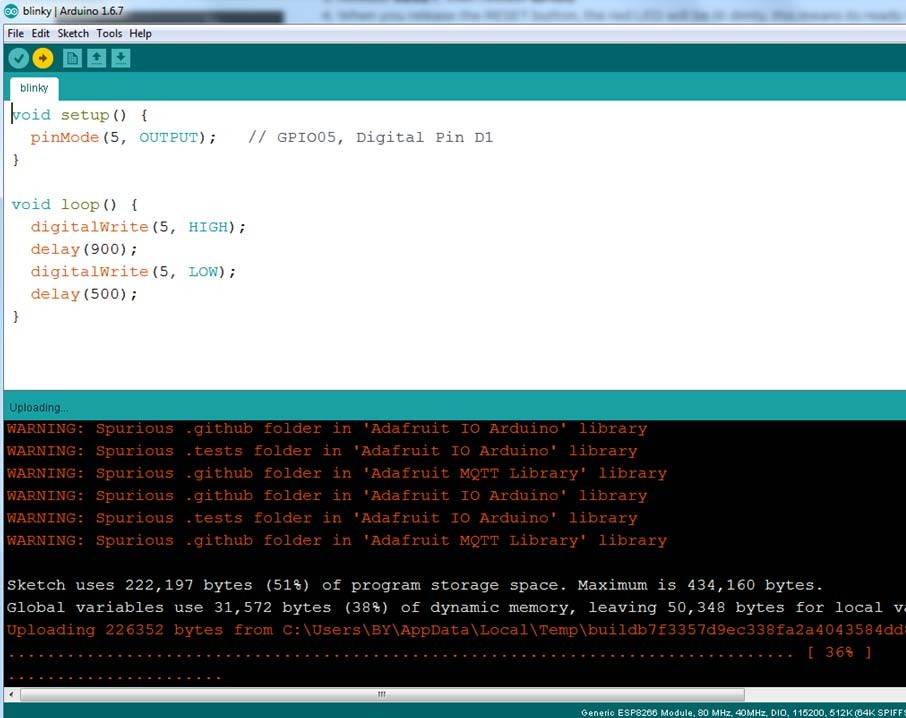 blinky | Arduino 1.6.7
4. When you release the RESET button, the red LED will be lit dimly, this means its ready
File Edit Sketch Tools Help
blinky
void setup() {
  pinMode(5, OUTPUT);   // GPIO05, Digital Pin D1
}
void loop() {
  digitalWrite(5, HIGH);
  delay(900);
  digitalWrite(5, LOW);
  delay(500);
}
Uploading...
WARNING: Spurious .github folder in 'Adafruit IO Arduino' library
WARNING: Spurious .tests folder in 'Adafruit IO Arduino' library
WARNING: Spurious .github folder in 'Adafruit MQTT Library' library
WARNING: Spurious .github folder in 'Adafruit IO Arduino' library
WARNING: Spurious .tests folder in 'Adafruit IO Arduino' library
WARNING: Spurious .github folder in 'Adafruit MQTT Library' library
Sketch uses 222,197 bytes (51%) of program storage space. Maximum is 434,160 bytes.
Global variables use 31,572 bytes (38%) of dynamic memory, leaving 50,348 bytes for local va
Uploading 226352 bytes from C:\Users\BY\AppData\Local\Temp\buildb7f3357d9ec338fa2a4043584dd
................................................................................ [ 36% ]
......................
Generic ESP8266 Module, 80 MHz, 40MHz, DIO, 115200, 512K (64K SPIFFS